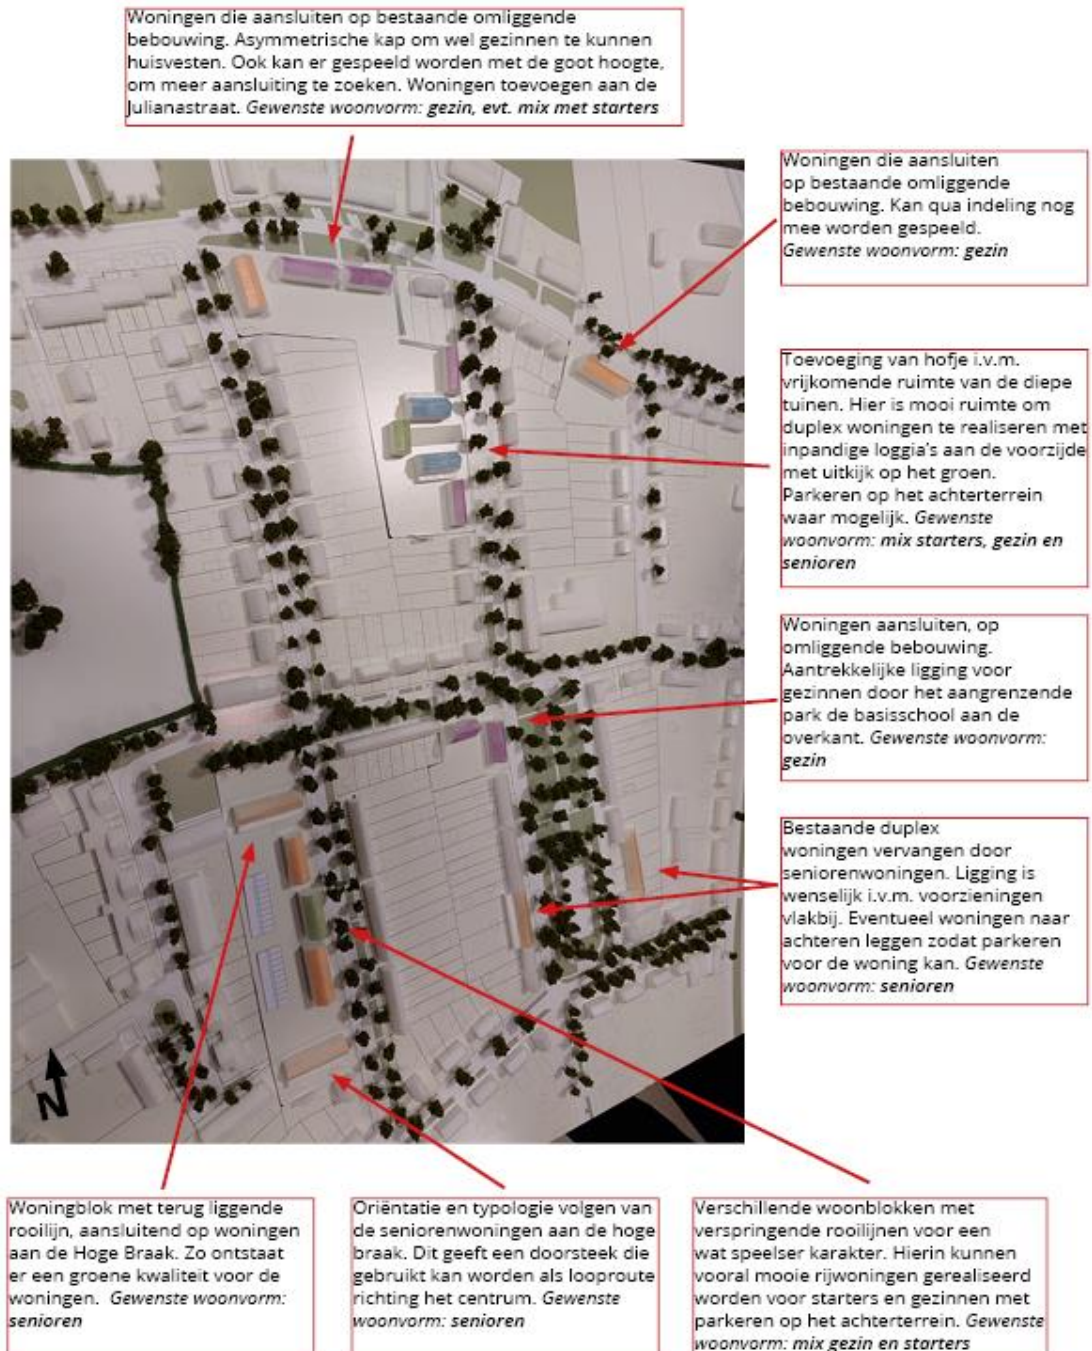 Woningen die aansluiten op bestaande omliggende
bebouwing. Asymmetrische kap om wel gezinnen te kunnen
huisvesten. Ook kan er gespeeld worden met de goot hoogte,
om meer aansluiting te zoeken. Woningen toevoegen aan de
Julianastraat. Gewenste woonvorm: gezin, evt. mix met starters
Woningen die aansluiten
op bestaande omliggende
bebouwing. Kan qua indeling nog
mee worden gespeeld.
Gewenste woonvorm: gezin
Toevoeging van hofje i.v.m.
vrijkomende ruimte van de diepe
tuinen. Hier is mooi ruimte om
duplex woningen te realiseren met
inpandige loggia's aan de voorzijde
met uitkijk op het groen.
Parkeren op het achterterrein
waar mogelijk. Gewenste
woonvorm: mix starters, gezin en
senioren
Woningen aansluiten, op
omliggende bebouwing.
Aantrekkelijke ligging voor
gezinnen door het aangrenzende
park de basisschool aan de
overkant. Gewenste woonvorm:
gezin
Bestaande duplex
woningen vervangen door
seniorenwoningen. Ligging is
wenselijk i.v.m. voorzieningen
vlakbij. Eventueel woningen naar
achteren leggen zodat parkeren
voor de woning kan. Gewenste
woonvorm: senioren
N
Woningblok met terug liggende
rooilijn, aansluitend op woningen
aan de Hoge Braak. Zo ontstaat
er een groene kwaliteit voor de
woningen. Gewenste woonvorm:
senioren
Oriëntatie en typologie volgen van
de seniorenwoningen aan de hoge
braak. Dit geeft een doorsteek die
gebruikt kan worden als looproute
richting het centrum. Gewenste
woonvorm: senioren
Verschillende woonblokken met
verspringende rooilijnen voor een
wat speelser karakter. Hierin kunnen
vooral mooie rijwoningen gerealiseerd
worden voor starters en gezinnen met
parkeren op het achterterrein. Gewenste
woonvorm: mix gezin en starters